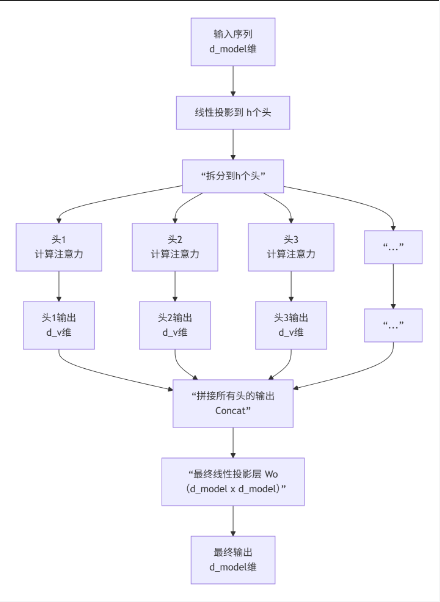 输入序列
d_model维
线性投影到 h个头
“拆分到h个头”
头1
计算注意力
头2
计算注意力
头3
计算注意力
“...”
头1输出
d_v维
头2输出
d_v维
头3输出
d_v维
“...”
“拼接所有头的输出
Concat”
“最终线性投影层 Wo
（d_model x d_model）”
最终输出
d_model维